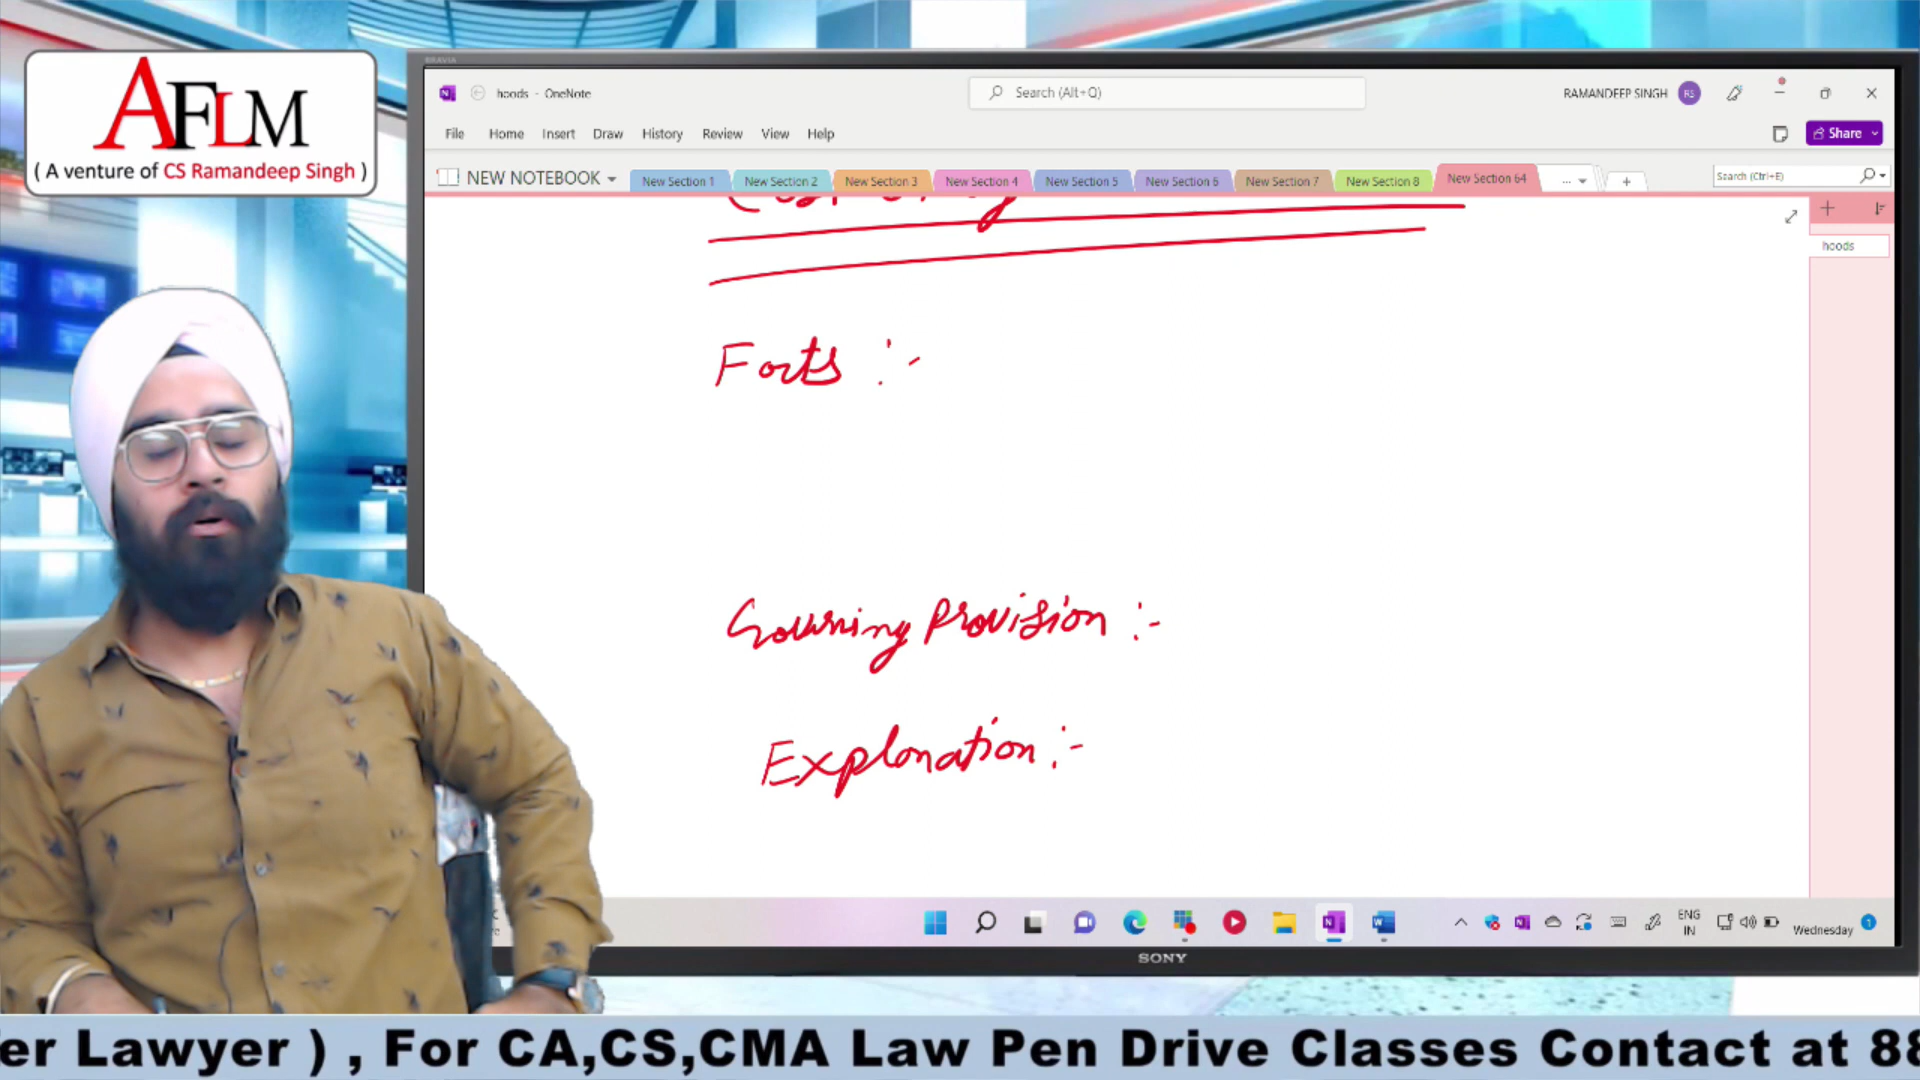 BRAVIA
AFLM
( A venture of CS Ramandeep Singh )
hoods - OneNote
Search (Alt+Q)
RAMANDEEP SINGH
RS
File Home Insert Draw History Review View Help
Share
NEW NOTEBOOK
New Section 1
New Section 2
New Section 3
New Section 4
New Section 5
New Section 6
New Section 7
New Section 8
New Section 64
...
Search (Ctrl+E)
hoods
Facts :-
Governing Provision :-
Explanation :-
ENG
IN
Wednesday
1
SONY
er Lawyer ) , For CA,CS,CMA Law Pen Drive Classes Contact at 88